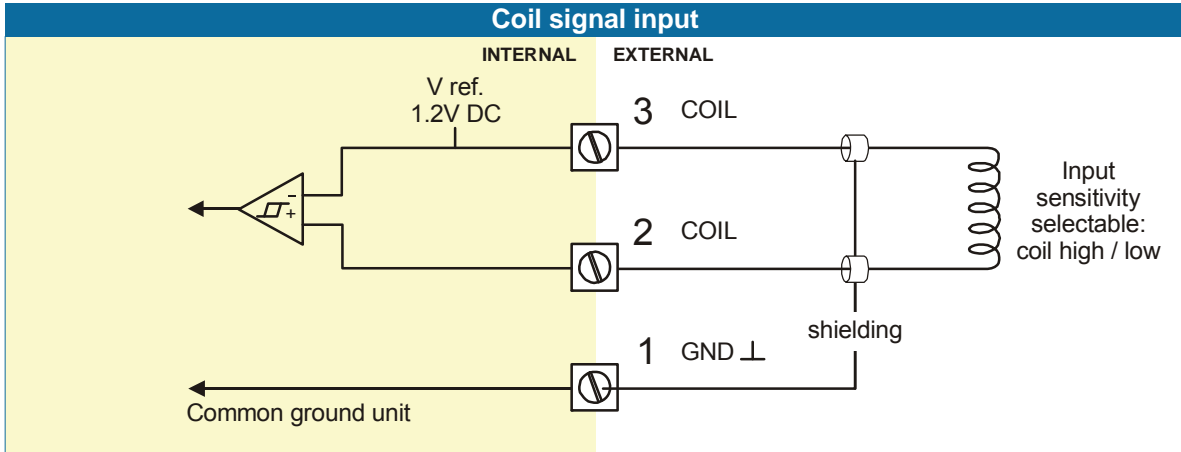 Coil signal input
INTERNAL
EXTERNAL
V ref.
1.2V DC
3 COIL
-
+
2 COIL
Input
sensitivity
selectable:
coil high / low
shielding
1 GND
Common ground unit